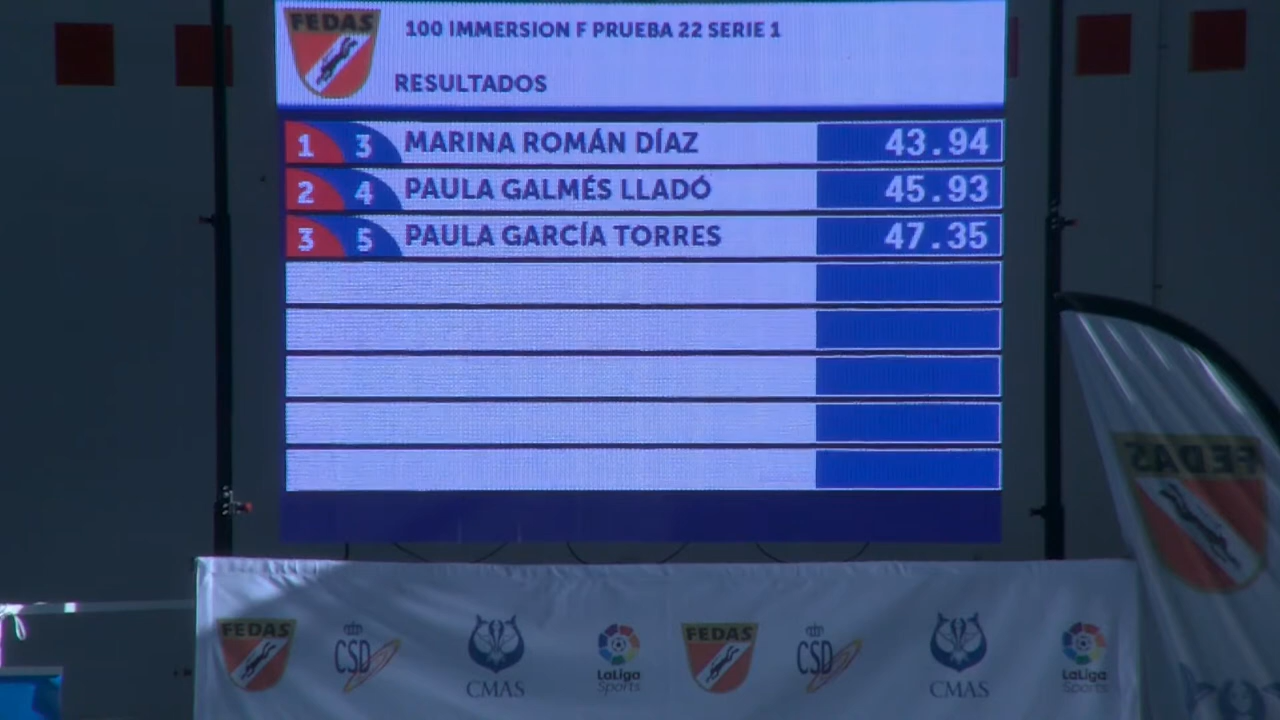 FEDAS
100 IMMERSION F PRUEBA 22 SERIE 1
RESULTADOS
1 3 MARINA ROMÁN DÍAZ 43.94
2 4 PAULA GALMÉS LLADÓ 45.93
3 5 PAULA GARCÍA TORRES 47.35
FEDAS
FEDAS CSD CMAS LaLiga Sports FEDAS CSD CMAS LaLiga Sports